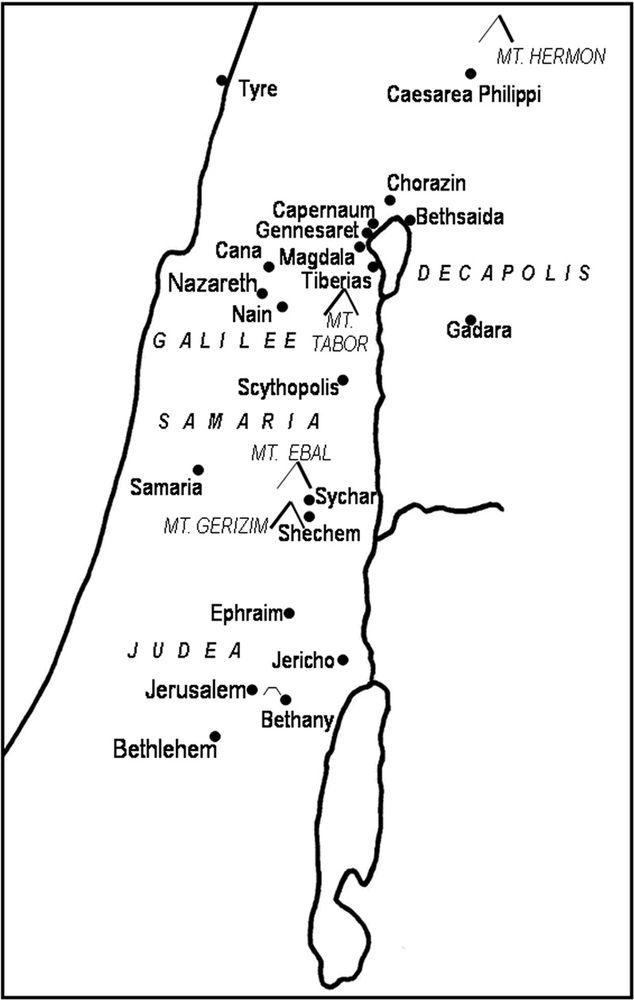 MT. HERMON
Tyre
Caesarea Philippi
Chorazin
Capernaum
Bethsaida
Gennesaret
Cana
Magdala
DECAPOLIS
Nazareth
Tiberias
Nain
MT.
TABOR
Gadara
GALILEE
Scythopolis
SAMARIA
MT. EBAL
Samaria
Sychar
MT. GERIZIM
Shechem
Ephraim
JUDEA
Jericho
Jerusalem
Bethany
Bethlehem